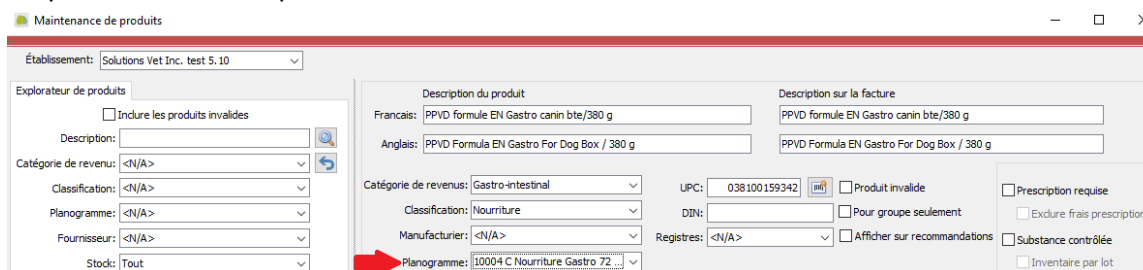 Maintenance de produits
Établissement: Solutions Vet Inc. test 5.10
Explorateur de produits
Inclure les produits invalides
Description:
Catégorie de revenu: <N/A>
Classification: <N/A>
Planogramme: <N/A>
Fournisseur: <N/A>
Stock: Tout
Description du produit Description sur la facture
Francais: PPVD formule EN Gastro canin bte/380 g PPVD formule EN Gastro canin bte/380 g
Anglais: PPVD Formula EN Gastro For Dog Box / 380 g PPVD Formula EN Gastro For Dog Box / 380 g
Catégorie de revenus: Gastro-intestinal UPC: 038100159342 Produit invalide Prescription requise
Classification: Nourriture DIN: Pour groupe seulement Exclure frais prescription
Manufacturier: <N/A> Registres: <N/A> Afficher sur recommandations Substance contrôlée
Planogramme: 10004 C Nourriture Gastro 72 ... Inventaire par lot